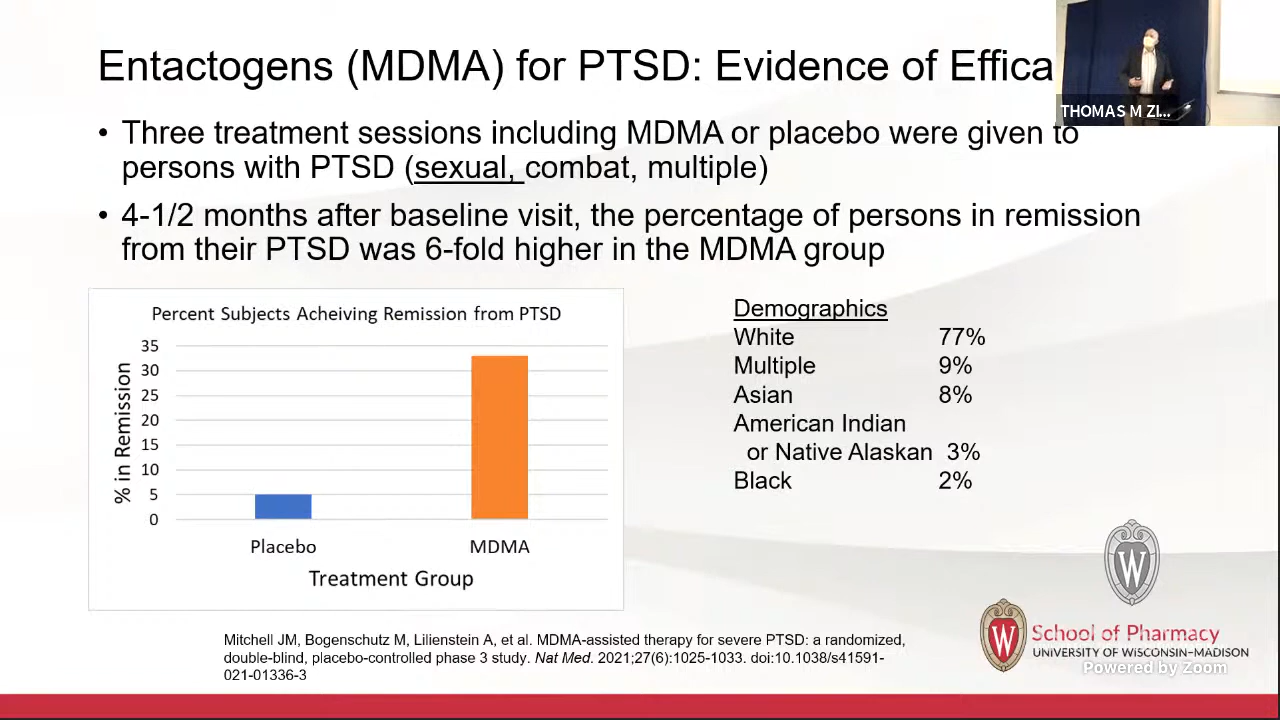 Entactogens (MDMA) for PTSD: Evidence of Effica
THOMAS M ZI...
• Three treatment sessions including MDMA or placebo were given to
persons with PTSD (sexual, combat, multiple)
• 4-1/2 months after baseline visit, the percentage of persons in remission
from their PTSD was 6-fold higher in the MDMA group
Percent Subjects Acheiving Remission from PTSD
% in Remission
35
30
25
20
15
10
5
0
Placebo MDMA
Treatment Group
Demographics
White 77%
Multiple 9%
Asian 8%
American Indian
or Native Alaskan 3%
Black 2%
Mitchell JM, Bogenschutz M, Lilienstein A, et al. MDMA-assisted therapy for severe PTSD: a randomized,
double-blind, placebo-controlled phase 3 study. Nat Med. 2021;27(6):1025-1033. doi:10.1038/s41591-
021-01336-3
W
W
School of Pharmacy
UNIVERSITY OF WISCONSIN–MADISON
Powered by Zoom